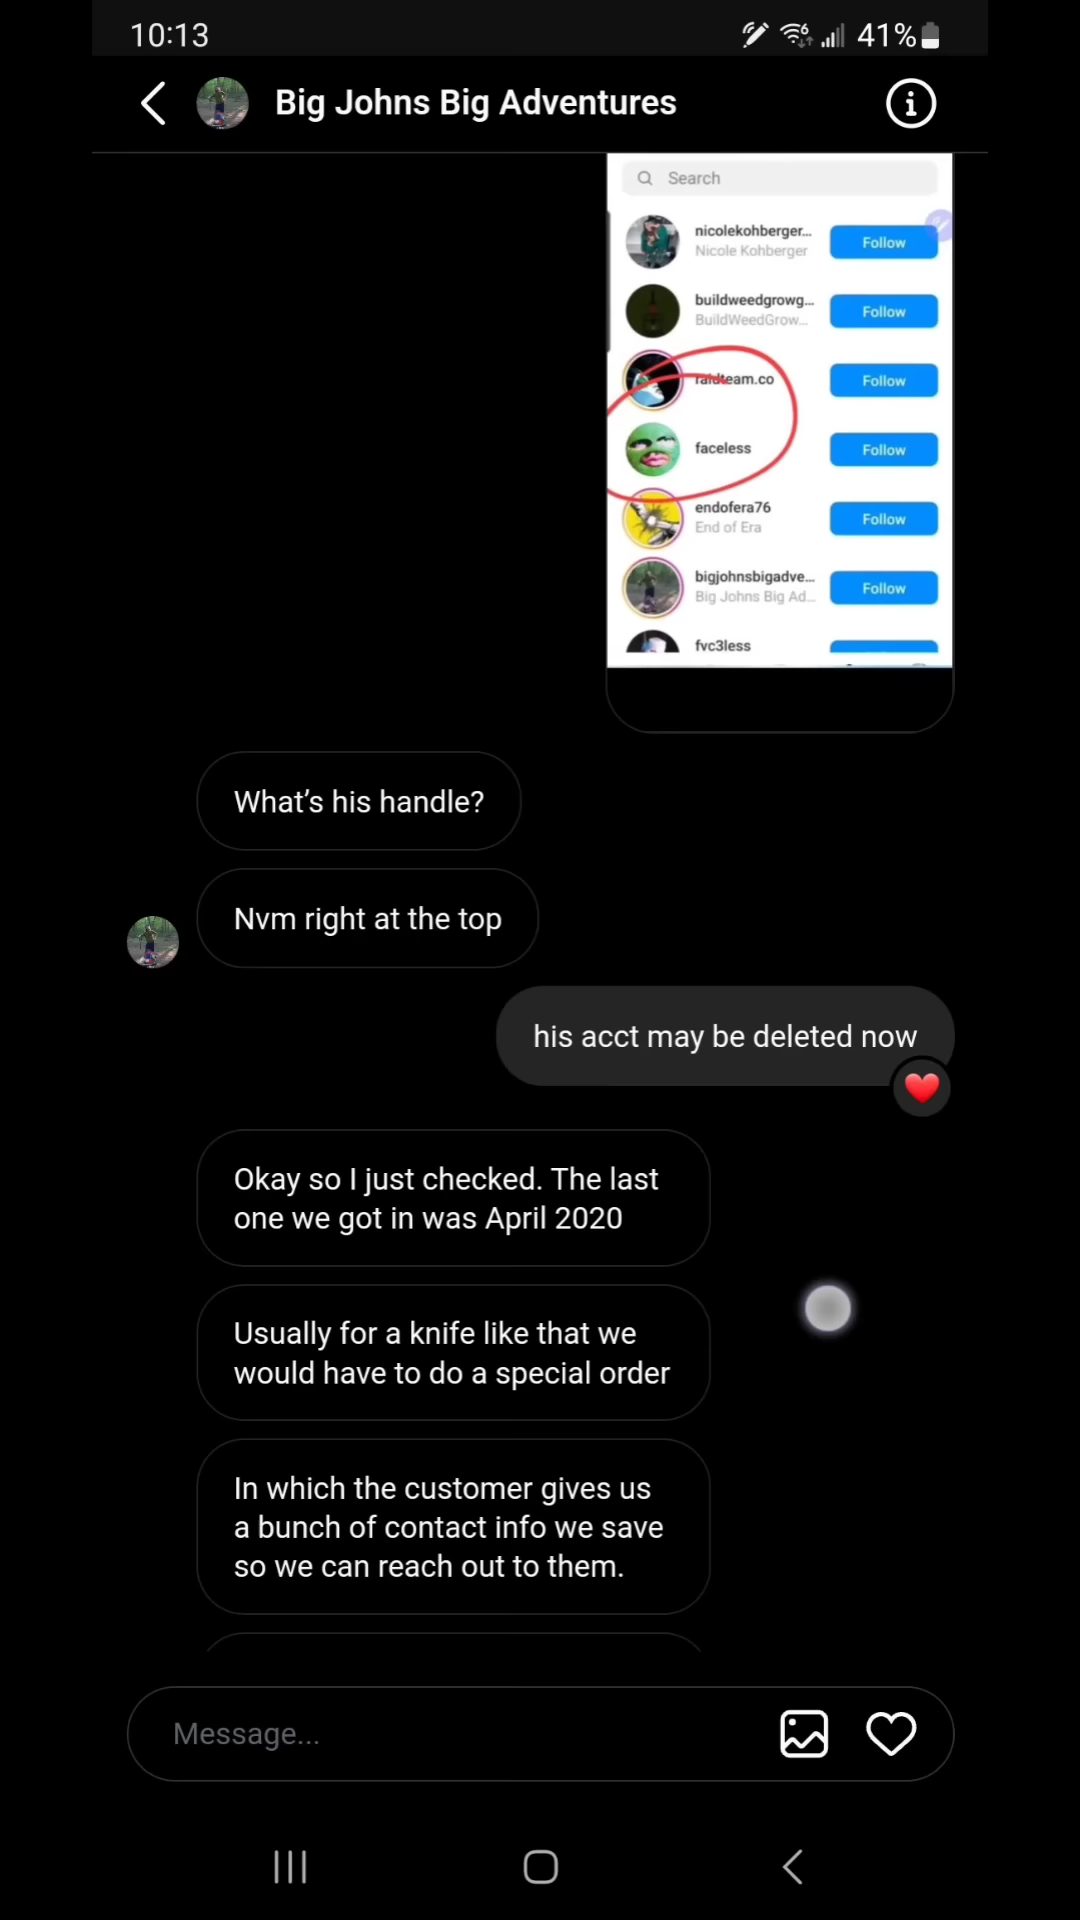 10:13
41%
Big Johns Big Adventures
Search
nicolekohberger...
Nicole Kohberger
Follow
buildweedgrowg...
BuildWeedGrow...
Follow
raidteam.co
Follow
faceless
Follow
endofera76
End of Era
Follow
bigjohnsbigadve...
Big Johns Big Ad...
Follow
fvc3less
What's his handle?
Nvm right at the top
his acct may be deleted now
Okay so I just checked. The last
one we got in was April 2020
Usually for a knife like that we
would have to do a special order
In which the customer gives us
a bunch of contact info we save
so we can reach out to them.
Message...